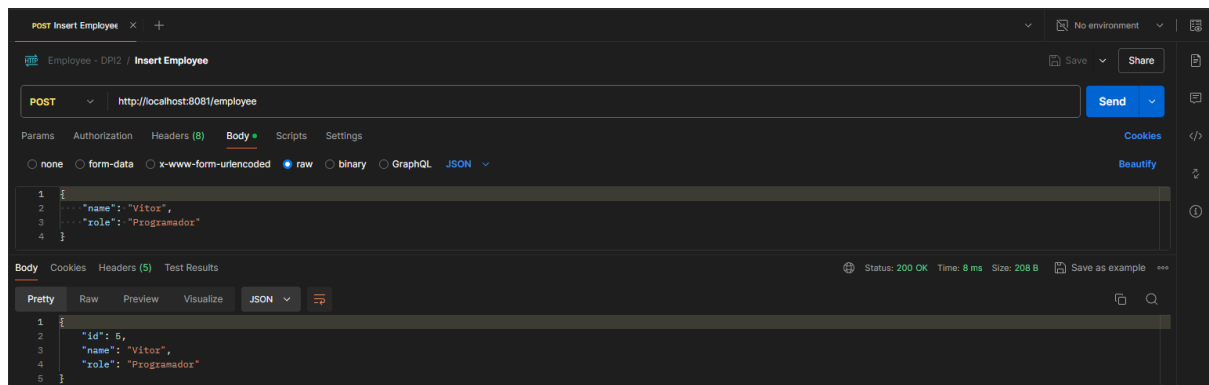 POST Insert Employee No environment
HTTP Employee - DPI2 / Insert Employee Save Share
POST http://localhost:8081/employee Send
Params Authorization Headers (8) Body Scripts Settings Cookies
none form-data x-www-form-urlencoded raw binary GraphQL JSON Beautify
1 {
2 "name": "Vitor",
3 "role": "Programador"
4 }
Body Cookies Headers (5) Test Results Status: 200 OK Time: 8 ms Size: 208 B Save as example
Pretty Raw Preview Visualize JSON
1 {
2 "id": 5,
3 "name": "Vitor",
4 "role": "Programador"
5 }